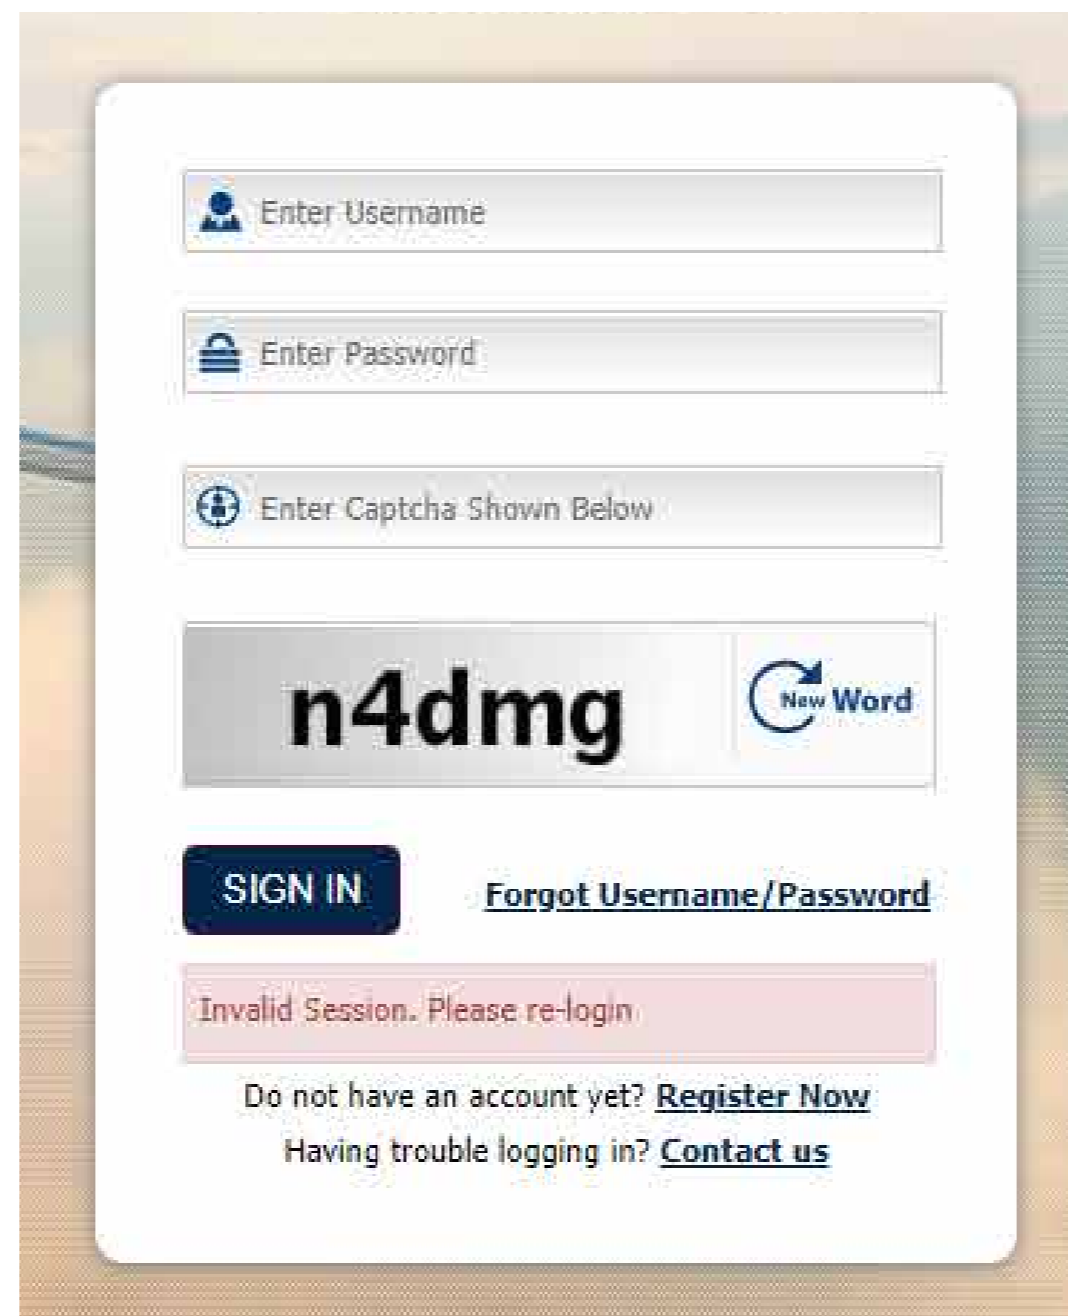 Enter Username
Enter Password
Enter Captcha Shown Below
n4dmg
New Word
SIGN IN
Forgot Username/Password
Invalid Session. Please re-login
Do not have an account yet? Register Now
Having trouble logging in? Contact us